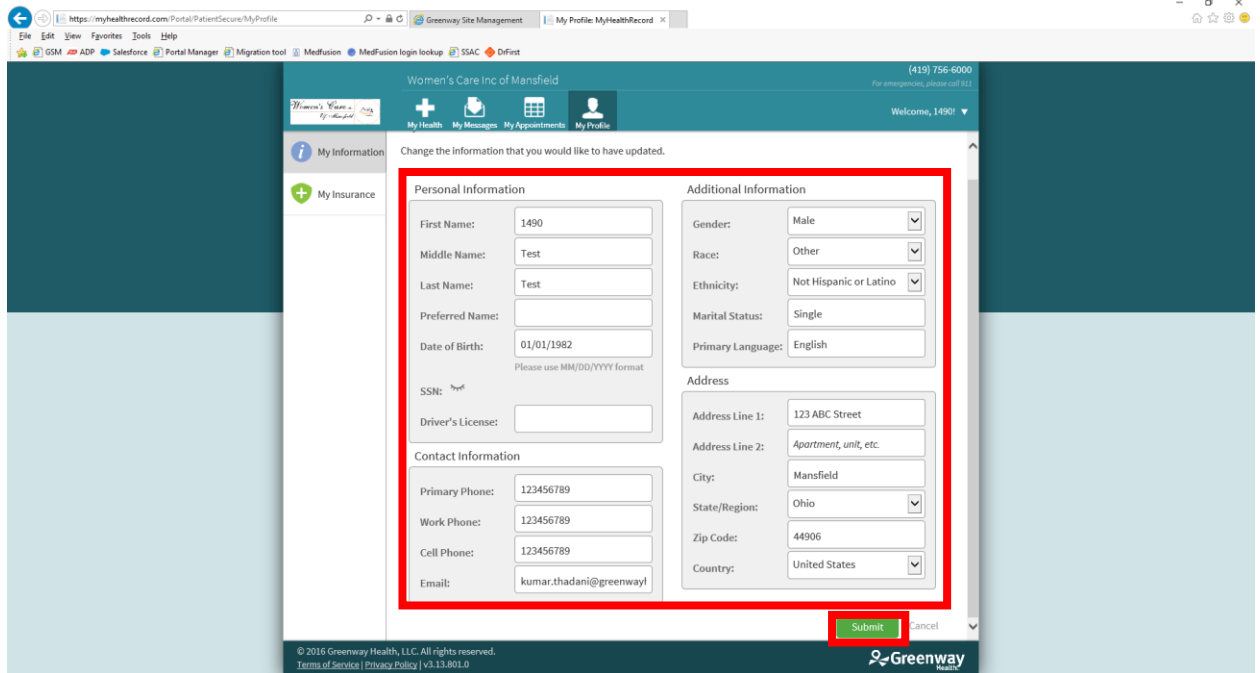 https://myhealthrecord.com/Portal/PatientSecure/MyProfile
Greenway Site Management
My Profile: MyHealthRecord
File Edit View Favorites Tools Help
GSM ADP Salesforce Portal Manager Migration tool Medfusion MedFusion login lookup SSAC DrFirst
(419) 756-6000
Women's Care Inc of Mansfield
For emergencies, please call 911
Women's Care
Of Mansfield
My Health My Messages My Appointments My Profile
Welcome, 1490!
My Information
My Insurance
Change the information that you would like to have updated.
Personal Information
First Name: 1490
Middle Name: Test
Last Name: Test
Preferred Name:
Date of Birth: 01/01/1982
Please use MM/DD/YYYY format
SSN:
Driver's License:
Contact Information
Primary Phone: 123456789
Work Phone: 123456789
Cell Phone: 123456789
Email: kumar.thadani@greenwayh
Additional Information
Gender: Male
Race: Other
Ethnicity: Not Hispanic or Latino
Marital Status: Single
Primary Language: English
Address
Address Line 1: 123 ABC Street
Address Line 2: Apartment, unit, etc.
City: Mansfield
State/Region: Ohio
Zip Code: 44906
Country: United States
Submit Cancel
© 2016 Greenway Health, LLC. All rights reserved.
Terms of Service | Privacy Policy | v3.13.801.0
Greenway
Health